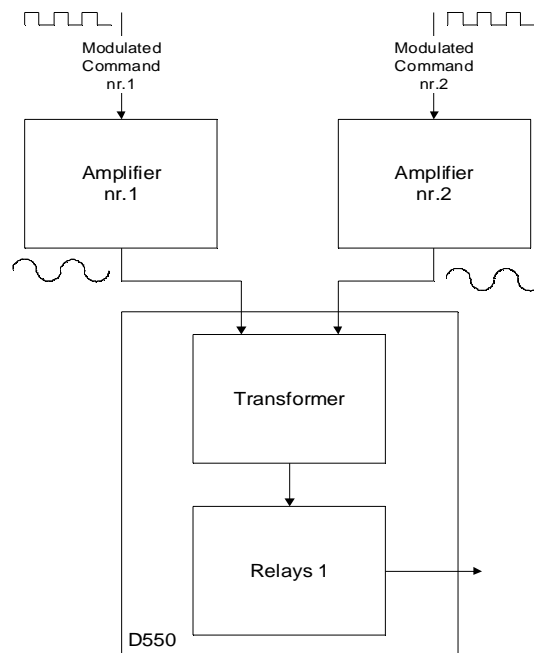 Modulated
Command
nr.1
Modulated
Command
nr.2
Amplifier
nr.1
Amplifier
nr.2
Transformer
Relays 1
D550